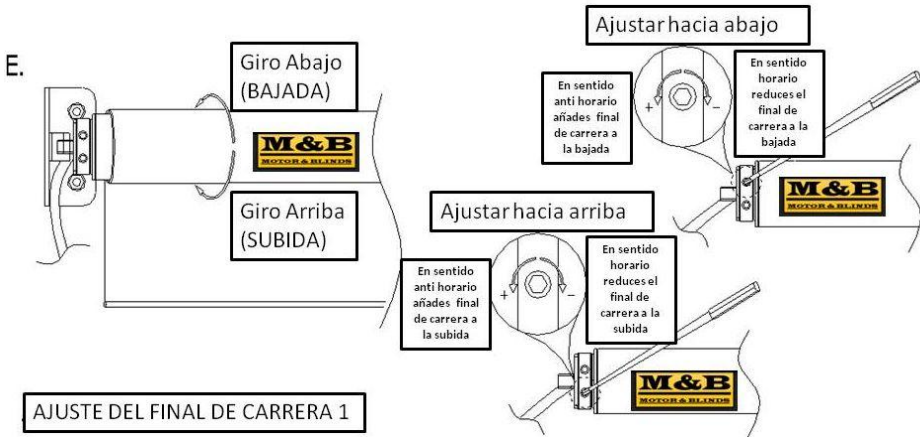 E.
Giro Abajo
(BAJADA)
M&B
MOTOR & BLINDS
Giro Arriba
(SUBIDA)
Ajustar hacia abajo
En sentido
anti horario
añades final
de carrera a
la bajada
+
-
En sentido
horario
reduces el
final de
carrera a la
bajada
M&B
MOTOR & BLINDS
Ajustar hacia arriba
En sentido
anti horario
añades final
de carrera a
la subida
+
-
En sentido
horario
reduces el
final de
carrera a la
subida
M&B
MOTOR & BLINDS
AJUSTE DEL FINAL DE CARRERA 1